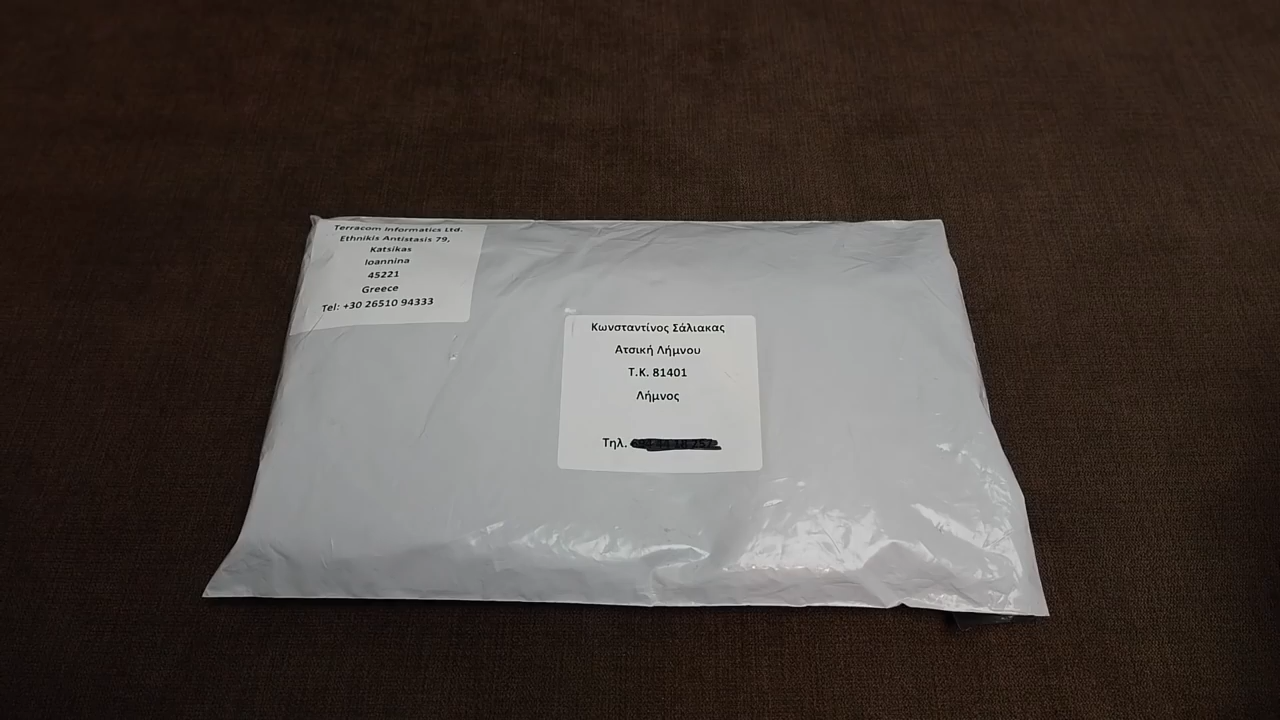 Terracom Informatics Ltd.
Ethnikis Antistasis 79,
Katsikas
Ioannina
45221
Greece
Tel: +30 26510 94333
Κωνσταντίνος Σάλιακας
Ατσική Λήμνου
Τ.Κ. 81401
Λήμνος
Τηλ.